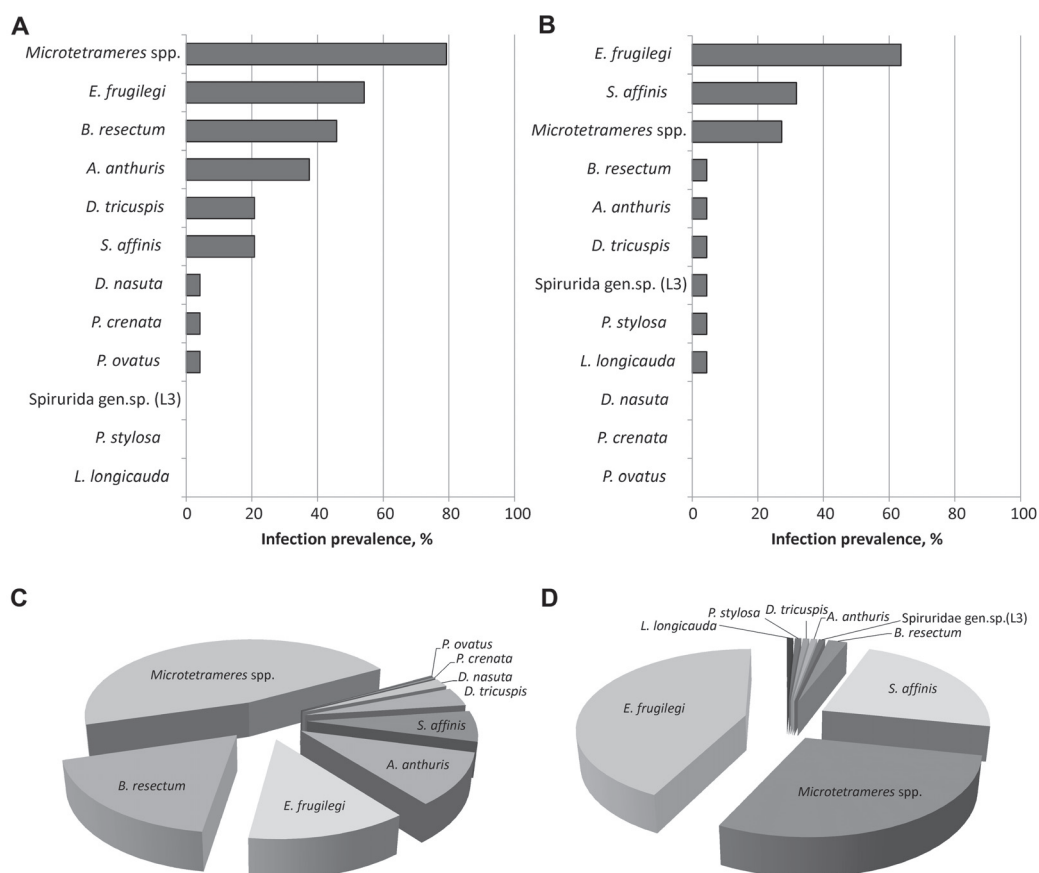 A
Microtetrameres spp.
E. frugilegi
B. resectum
A. anthuris
D. tricuspis
S. affinis
D. nasuta
P. crenata
P. ovatus
Spirurida gen.sp. (L3)
P. stylosa
L. longicauda
0 20 40 60 80 100
Infection prevalence, %
B
E. frugilegi
S. affinis
Microtetrameres spp.
B. resectum
A. anthuris
D. tricuspis
Spirurida gen.sp. (L3)
P. stylosa
L. longicauda
D. nasuta
P. crenata
P. ovatus
0 20 40 60 80 100
Infection prevalence, %
C
P. ovatus
P. crenata
D. nasuta
D. tricuspis
S. affinis
A. anthuris
E. frugilegi
B. resectum
Microtetrameres spp.
D
L. longicauda
P. stylosa
D. tricuspis
A. anthuris
Spiruridae gen.sp.(L3)
B. resectum
S. affinis
Microtetrameres spp.
E. frugilegi